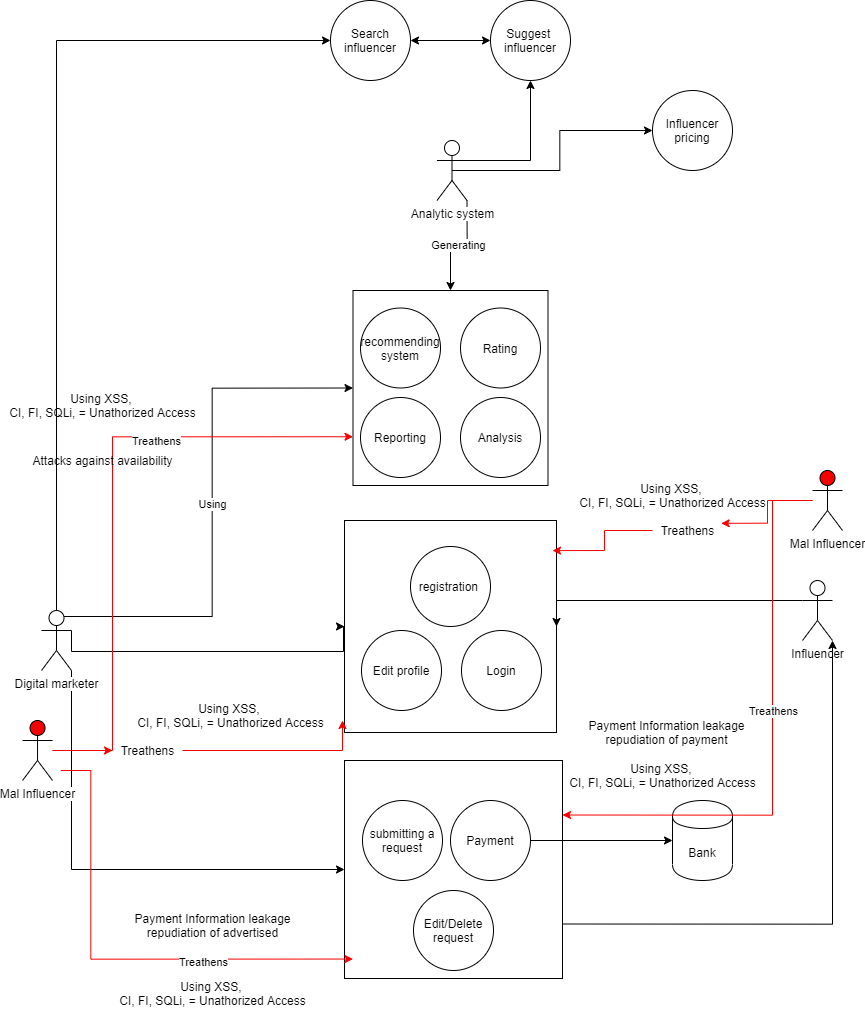 Search
influencer
Suggest
influencer
Influencer
pricing
Analytic system
Generating
recommending
system
Rating
Using XSS,
CI, FI, SQLi, = Unathorized Access
Reporting
Analysis
Treathens
Attacks against availability
Using
Using XSS,
CI, FI, SQLi, = Unathorized Access
Treathens
Mal Influencer
registration
Influencer
Edit profile
Login
Digital marketer
Using XSS,
CI, FI, SQLi, = Unathorized Access
Treathens
Payment Information leakage
repudiation of payment
Treathens
Mal Influencer
Using XSS,
CI, FI, SQLi, = Unathorized Access
submitting a
request
Payment
Bank
Payment Information leakage
repudiation of advertised
Edit/Delete
request
Treathens
Using XSS,
CI, FI, SQLi, = Unathorized Access